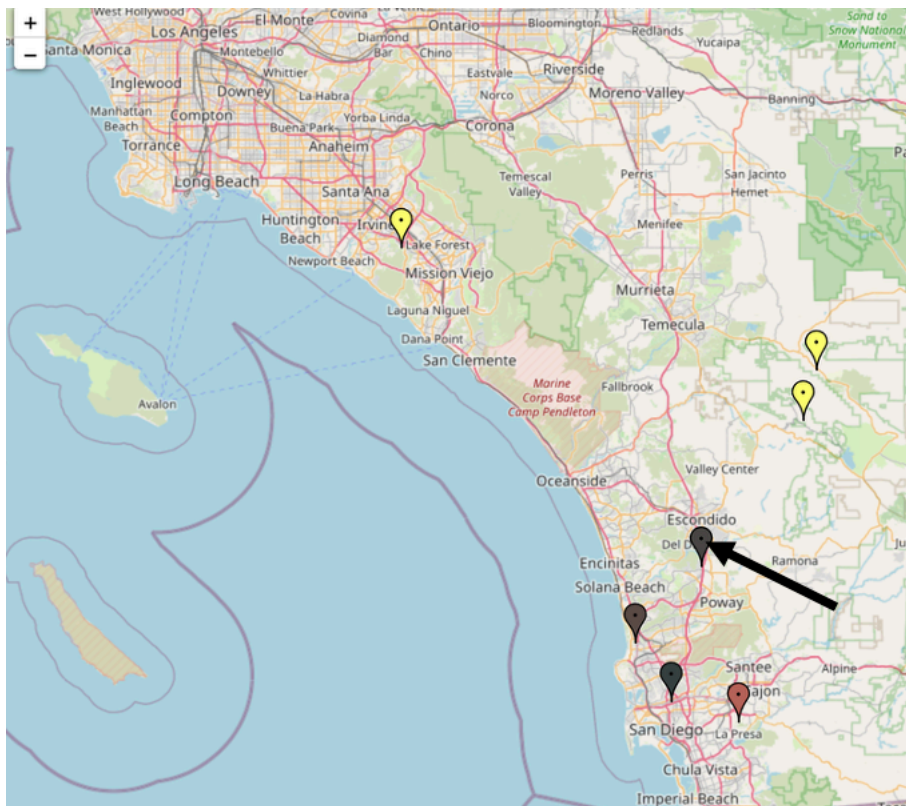 +
−
West Hollywood
El Monte
Covina
Ontario
Bloomington
Redlands
Sand to
Snow National
Monument
Los Angeles
Diamond
Bar
Chino
Yucaipa
Santa Monica
Montebello
Inglewood
Whittier
Eastvale
Riverside
Downey
La Habra
Norco
Moreno Valley
Banning
Manhattan
Beach
Compton
Yorba Linda
Buena Park
Corona
Torrance
Anaheim
Temescal
Valley
Perris
San Jacinto
Hemet
Pa
Long Beach
Santa Ana
Huntington
Beach
Irvine
Menifee
Lake Forest
Newport Beach
Mission Viejo
Murrieta
Laguna Niguel
Temecula
Dana Point
San Clemente
Marine
Corps Base
Camp Pendleton
Fallbrook
Avalon
Valley Center
Oceanside
Escondido
Del D
Ju
Encinitas
Ramona
Solana Beach
Poway
Santee
Alpine
ajon
San Diego
La Presa
Chula Vista
Imperial Beach